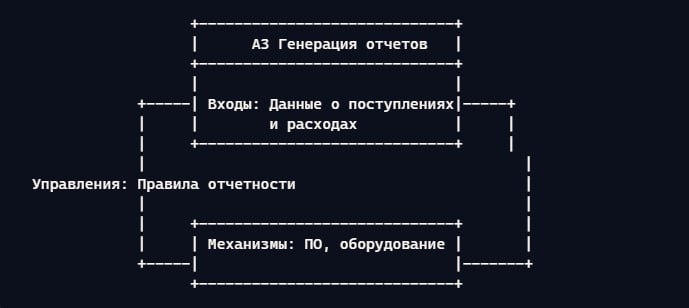 А3 Генерация отчетов
Входы: Данные о поступлениях
и расходах
Управления: Правила отчетности
Механизмы: ПО, оборудование